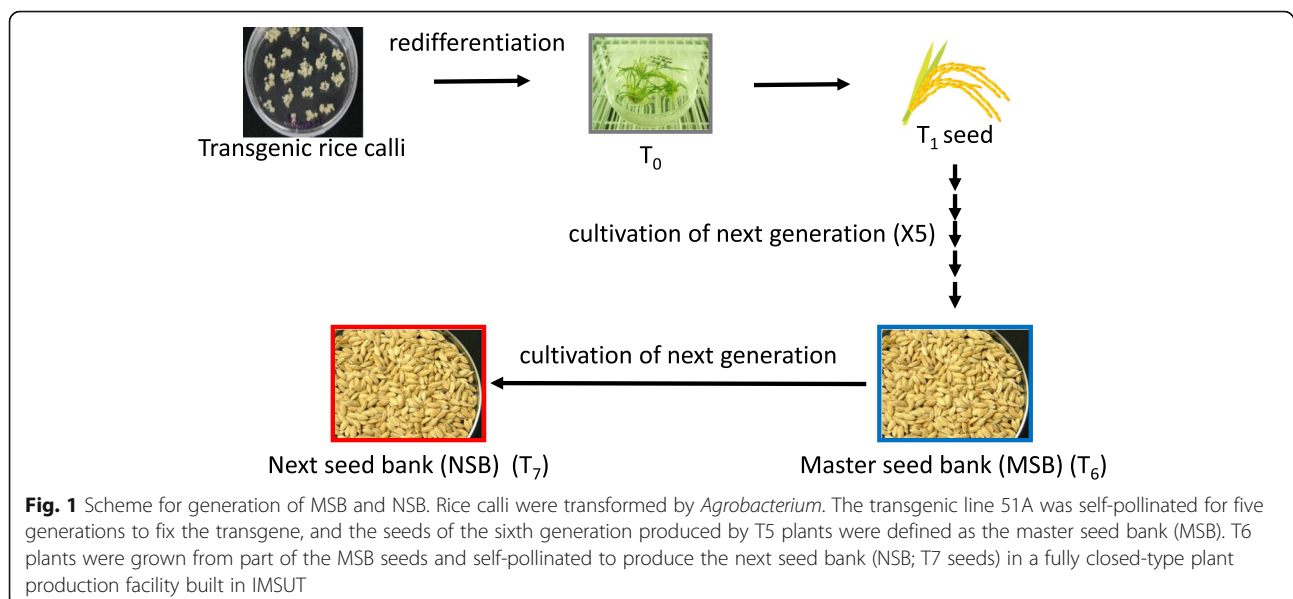 redifferentiation
Transgenic rice calli
T₀
T₁ seed
cultivation of next generation (X5)
cultivation of next generation
Next seed bank (NSB) (T₇)
Master seed bank (MSB) (T₆)
Fig. 1 Scheme for generation of MSB and NSB. Rice calli were transformed by Agrobacterium. The transgenic line 51A was self-pollinated for five
generations to fix the transgene, and the seeds of the sixth generation produced by T5 plants were defined as the master seed bank (MSB). T6
plants were grown from part of the MSB seeds and self-pollinated to produce the next seed bank (NSB; T7 seeds) in a fully closed-type plant
production facility built in IMSUT